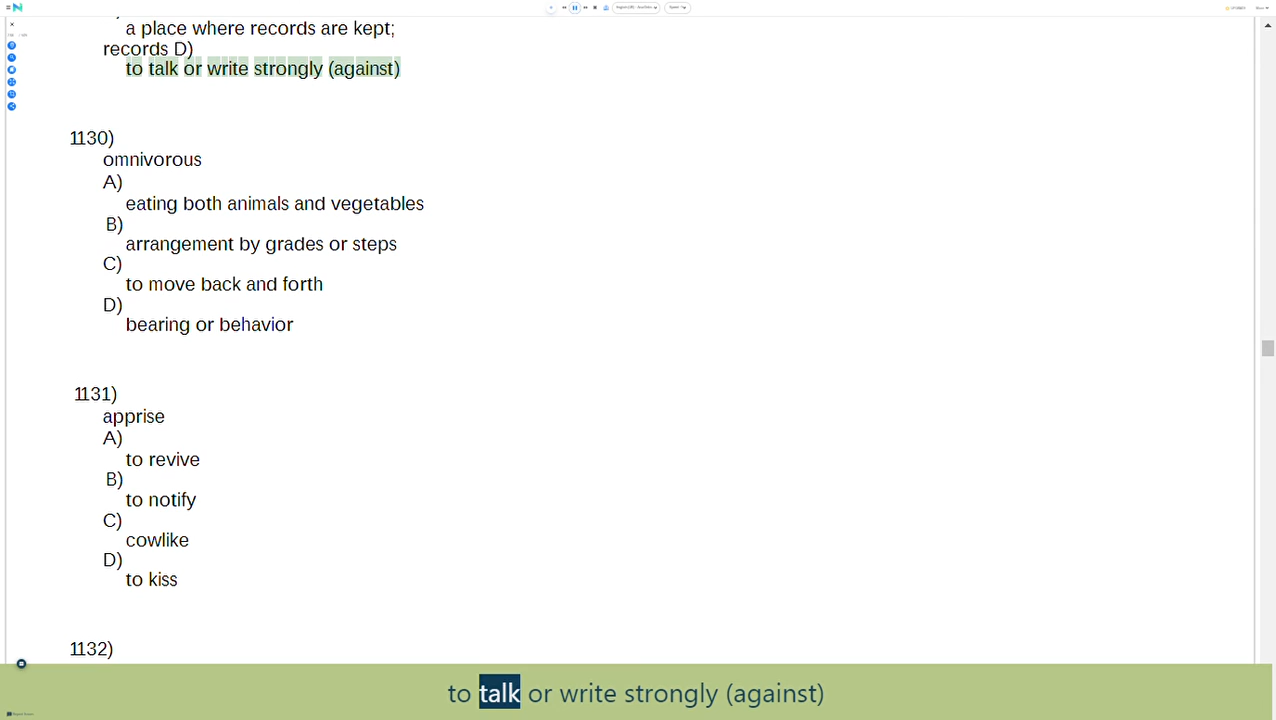 a place where records are kept;
records D)
to talk or write strongly (against)
1130)
omnivorous
A)
eating both animals and vegetables
B)
arrangement by grades or steps
C)
to move back and forth
D)
bearing or behavior
1131)
apprise
A)
to revive
B)
to notify
C)
cowlike
D)
to kiss
1132)
to talk or write strongly (against)